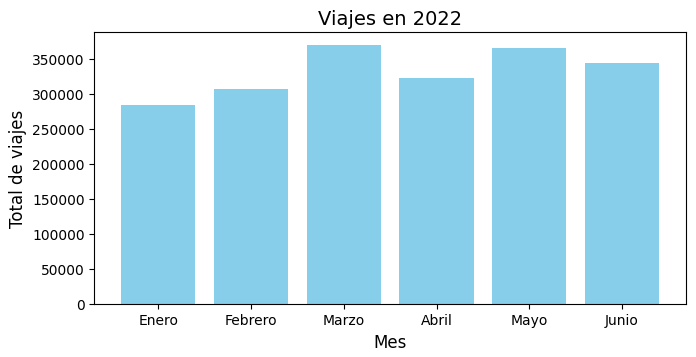 Viajes en 2022
Total de viajes
350000
300000
250000
200000
150000
100000
50000
0
Enero Febrero Marzo Abril Mayo Junio
Mes